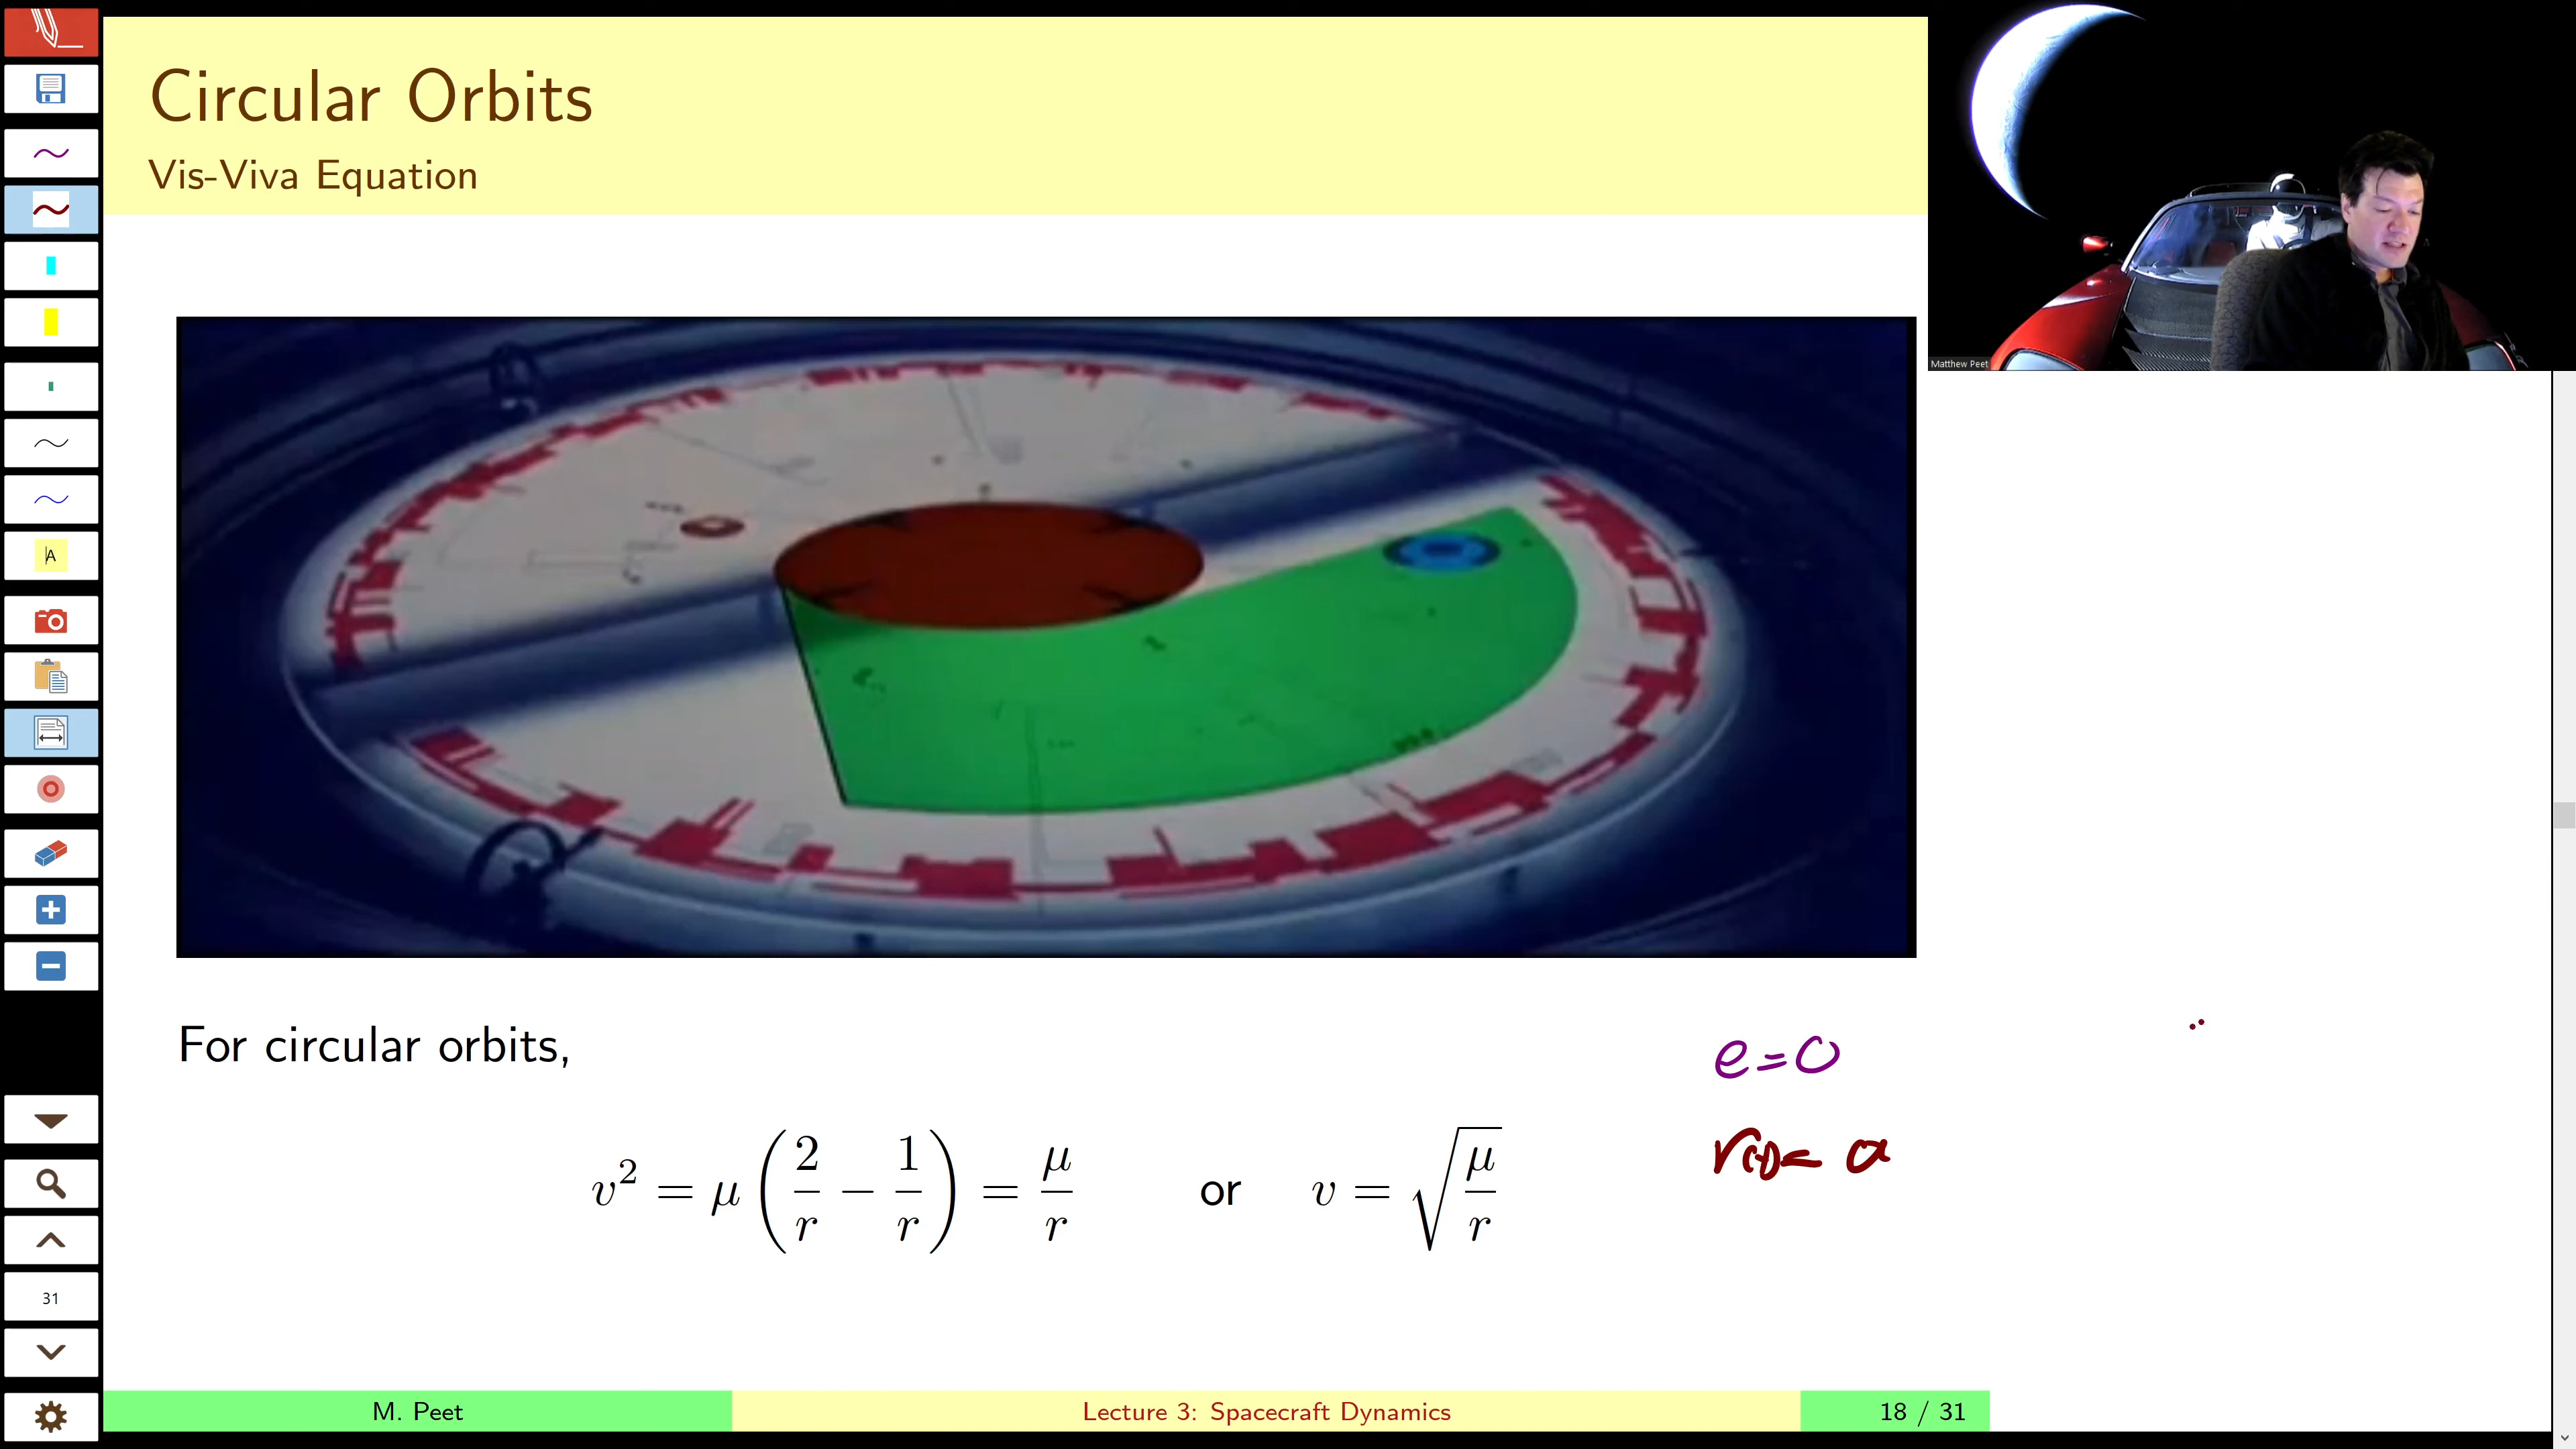 Circular Orbits
Vis-Viva Equation
Matthew Peet
A
For circular orbits,
e=0
v² = μ(2/r − 1/r) = μ/r or v = √(μ/r)
r(t)= a
31
M. Peet
Lecture 3: Spacecraft Dynamics
18 / 31